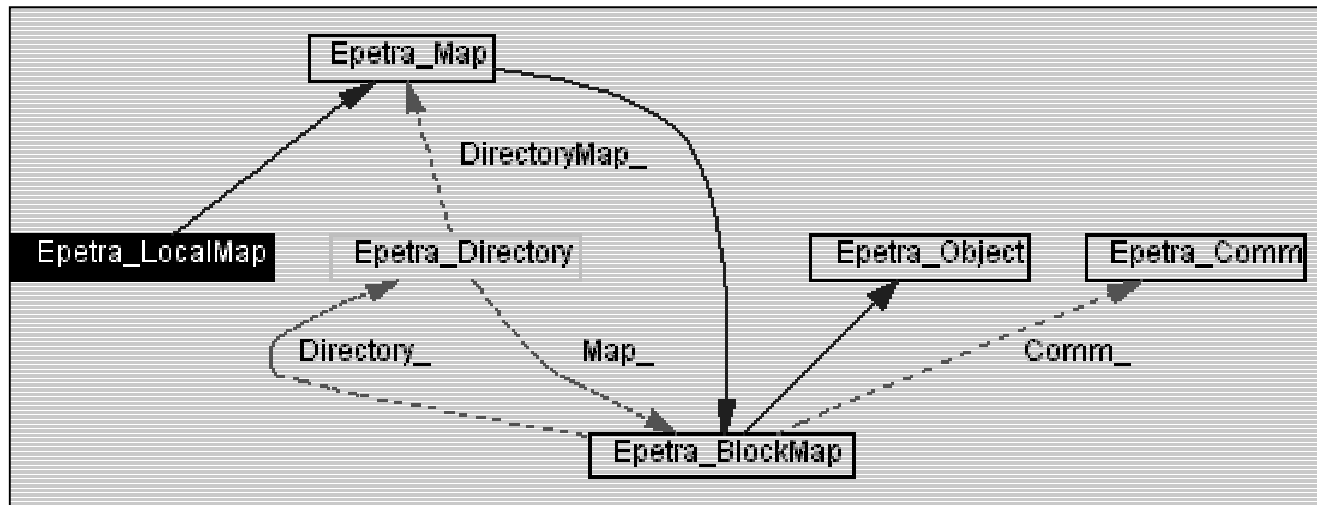 Epetra_Map
DirectoryMap_
Epetra_LocalMap
Epetra_Directory
Epetra_Object
Epetra_Comm
Directory_
Map_
Comm_
Epetra_BlockMap